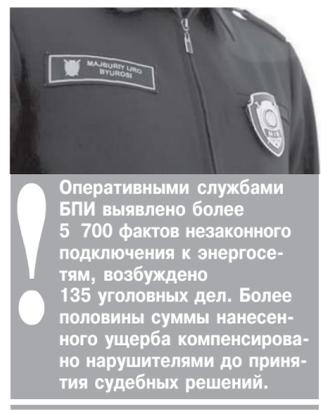 MAJBURIY IJRO
BYUROSI
!
Оперативными службами
БПИ выявлено более
5 700 фактов незаконного
подключения к энергосе-
тям, возбуждено
135 уголовных дел. Более
половины суммы нанесен-
ного ущерба компенсирова-
но нарушителями до приня-
тия судебных решений.